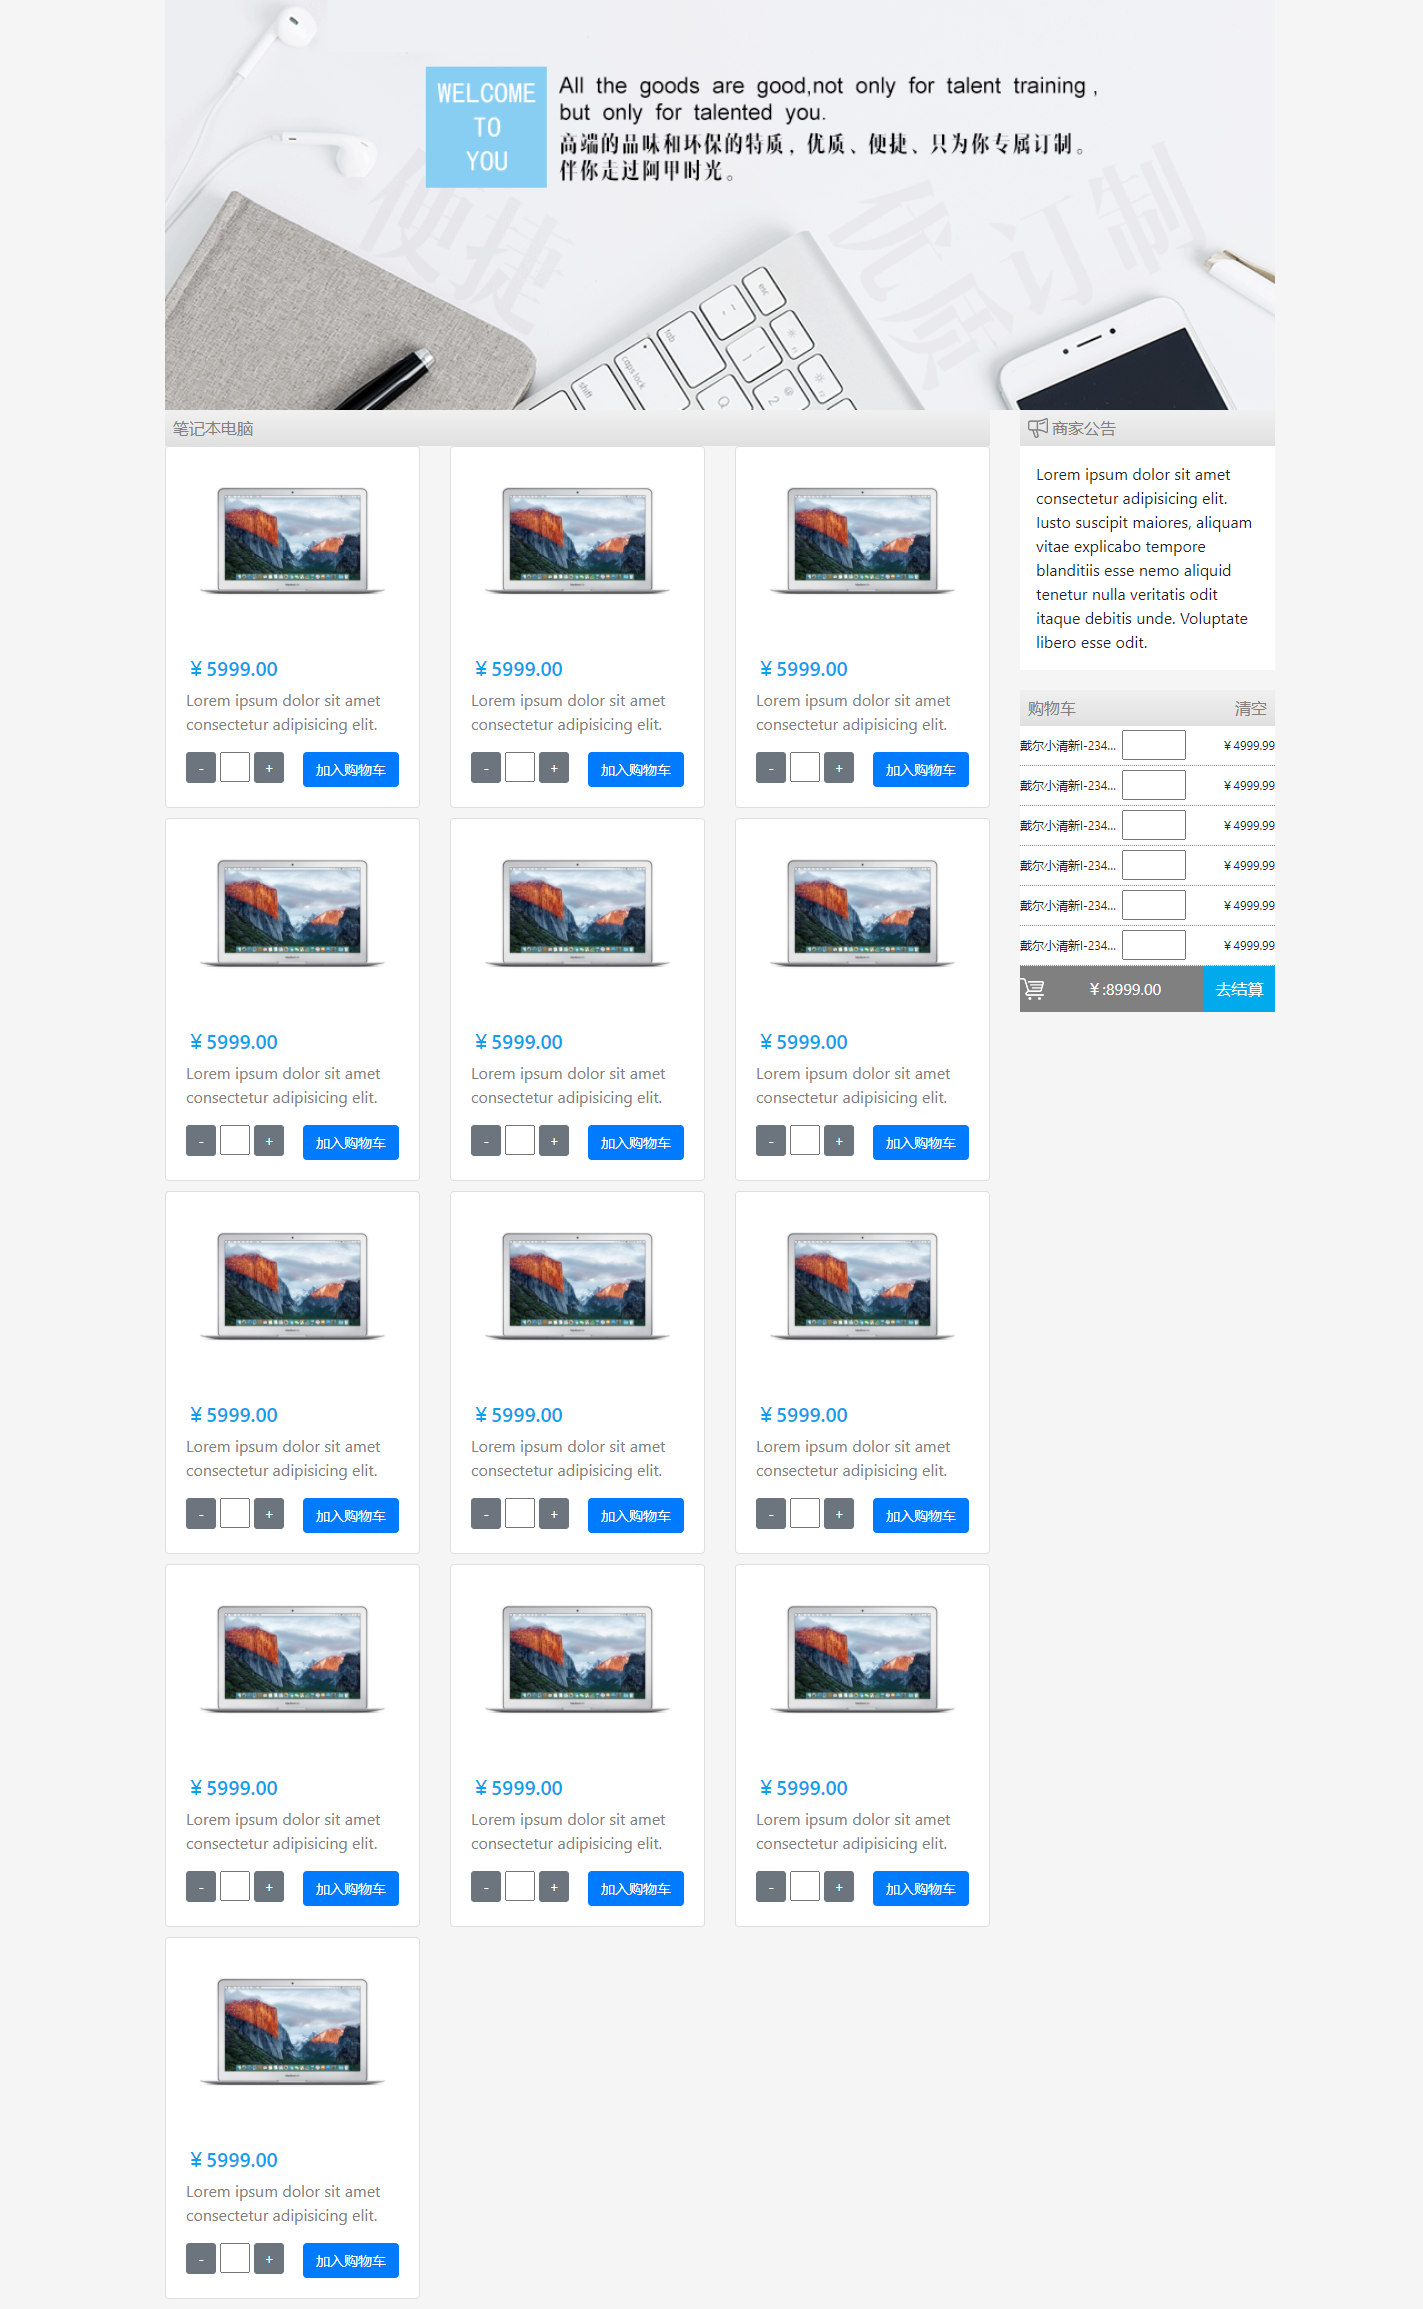 WELCOME
TO
YOU
All the goods are good,not only for talent training ,
but only for talented you.
高端的品味和环保的特质，优质、便捷、只为你专属订制。
伴你走过阿甲时光。
便捷
优质订制
esc
tab
caps lock
shift
Q
2
笔记本电脑
¥ 5999.00
Lorem ipsum dolor sit amet
consectetur adipisicing elit.
- + 加入购物车
¥ 5999.00
Lorem ipsum dolor sit amet
consectetur adipisicing elit.
- + 加入购物车
¥ 5999.00
Lorem ipsum dolor sit amet
consectetur adipisicing elit.
- + 加入购物车
¥ 5999.00
Lorem ipsum dolor sit amet
consectetur adipisicing elit.
- + 加入购物车
¥ 5999.00
Lorem ipsum dolor sit amet
consectetur adipisicing elit.
- + 加入购物车
¥ 5999.00
Lorem ipsum dolor sit amet
consectetur adipisicing elit.
- + 加入购物车
¥ 5999.00
Lorem ipsum dolor sit amet
consectetur adipisicing elit.
- + 加入购物车
¥ 5999.00
Lorem ipsum dolor sit amet
consectetur adipisicing elit.
- + 加入购物车
¥ 5999.00
Lorem ipsum dolor sit amet
consectetur adipisicing elit.
- + 加入购物车
¥ 5999.00
Lorem ipsum dolor sit amet
consectetur adipisicing elit.
- + 加入购物车
¥ 5999.00
Lorem ipsum dolor sit amet
consectetur adipisicing elit.
- + 加入购物车
¥ 5999.00
Lorem ipsum dolor sit amet
consectetur adipisicing elit.
- + 加入购物车
¥ 5999.00
Lorem ipsum dolor sit amet
consectetur adipisicing elit.
- + 加入购物车
商家公告
Lorem ipsum dolor sit amet
consectetur adipisicing elit.
Iusto suscipit maiores, aliquam
vitae explicabo tempore
blanditiis esse nemo aliquid
tenetur nulla veritatis odit
itaque debitis unde. Voluptate
libero esse odit.
购物车 清空
戴尔小清新I-234... ¥ 4999.99
戴尔小清新I-234... ¥ 4999.99
戴尔小清新I-234... ¥ 4999.99
戴尔小清新I-234... ¥ 4999.99
戴尔小清新I-234... ¥ 4999.99
戴尔小清新I-234... ¥ 4999.99
¥ :8999.00 去结算